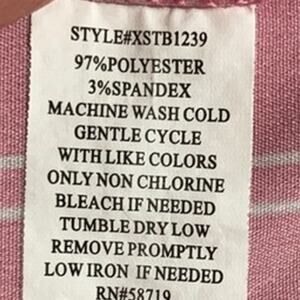 STYLE#XSTB1239
97%POLYESTER
3%SPANDEX
MACHINE WASH COLD
GENTLE CYCLE
WITH LIKE COLORS
ONLY NON CHLORINE
BLEACH IF NEEDED
TUMBLE DRY LOW
REMOVE PROMPTLY
LOW IRON IF NEEDED
RN#58719